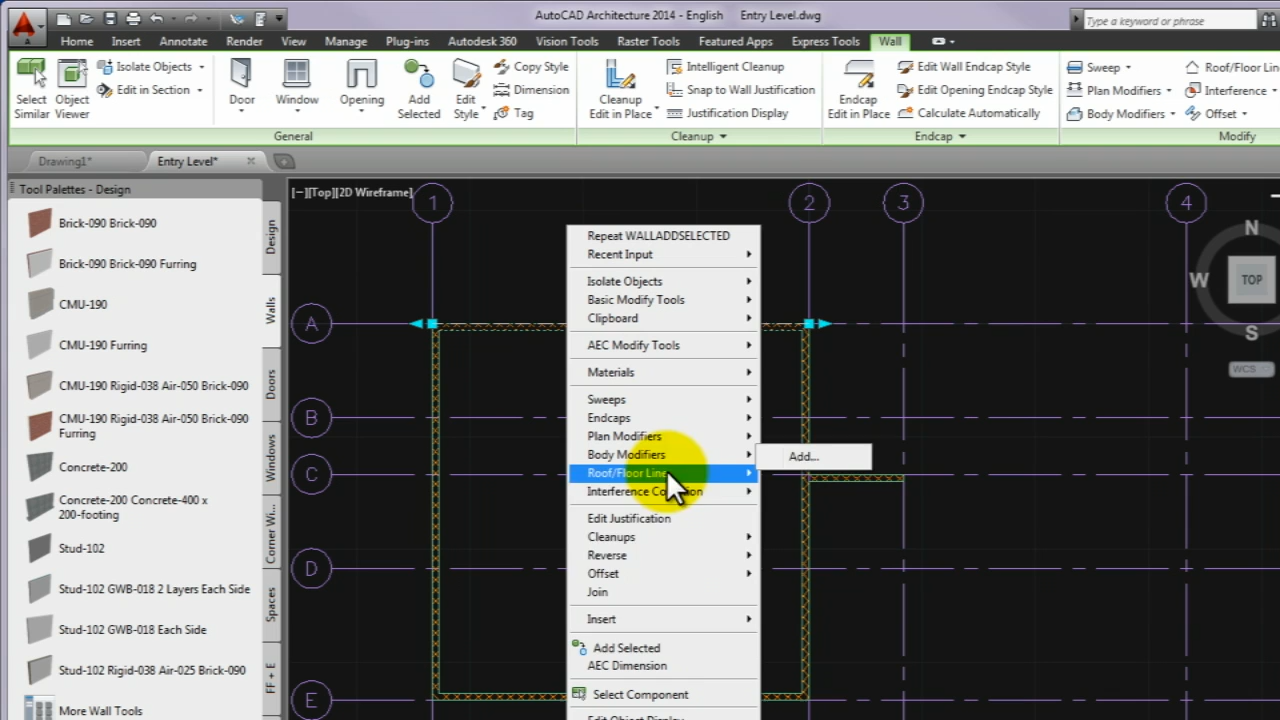 AutoCAD Architecture 2014 - English Entry Level.dwg
Type a keyword or phrase
Home Insert Annotate Render View Manage Plug-ins Autodesk 360 Vision Tools Raster Tools Featured Apps Express Tools Wall
Select Similar
Object Viewer
Isolate Objects
Edit in Section
Door
Window
Opening
Add Selected
Edit Style
Copy Style
Dimension
Tag
Cleanup Edit in Place
Intelligent Cleanup
Snap to Wall Justification
Justification Display
Endcap Edit in Place
Edit Wall Endcap Style
Edit Opening Endcap Style
Calculate Automatically
Sweep
Plan Modifiers
Body Modifiers
Roof/Floor Lin
Interference
Offset
General Cleanup Endcap Modify
Drawing1* Entry Level*
Tool Palettes - Design
Brick-090 Brick-090
Brick-090 Brick-090 Furring
CMU-190
CMU-190 Furring
CMU-190 Rigid-038 Air-050 Brick-090
CMU-190 Rigid-038 Air-050 Brick-090
Furring
Concrete-200
Concrete-200 Concrete-400 x
200-footing
Stud-102
Stud-102 GWB-018 2 Layers Each Side
Stud-102 GWB-018 Each Side
Stud-102 Rigid-038 Air-025 Brick-090
More Wall Tools
Design
Walls
Doors
Windows
Corner Wi...
Spaces
FF + E
[−][Top][2D Wireframe]
1 2 3 4
A
B
C
D
E
N
W TOP
S
WCS
Repeat WALLADDSELECTED
Recent Input
Isolate Objects
Basic Modify Tools
Clipboard
AEC Modify Tools
Materials
Sweeps
Endcaps
Plan Modifiers
Body Modifiers
Roof/Floor Line
Interference
Add...
Edit Justification
Cleanups
Reverse
Offset
Join
Insert
Add Selected
AEC Dimension
Select Component
Edit Object Display